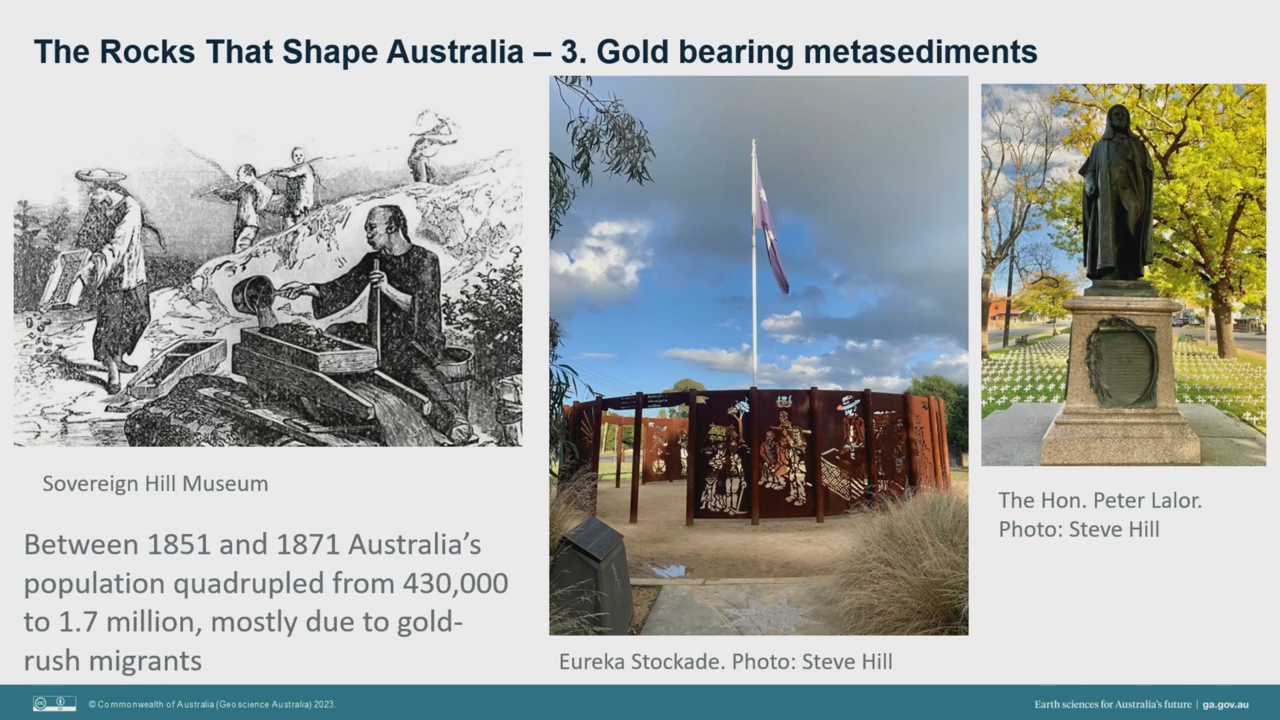 The Rocks That Shape Australia – 3. Gold bearing metasediments
Sovereign Hill Museum
Between 1851 and 1871 Australia’s
population quadrupled from 430,000
to 1.7 million, mostly due to gold-
rush migrants
Eureka Stockade. Photo: Steve Hill
The Hon. Peter Lalor.
Photo: Steve Hill
© Commonwealth of Australia (Geoscience Australia) 2023.
Earth sciences for Australia’s future | ga.gov.au